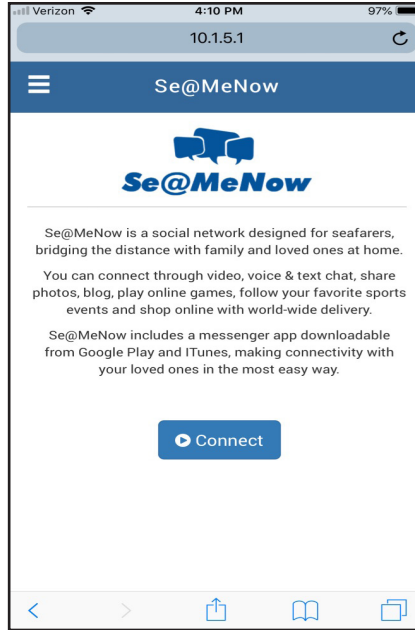 Verizon 4:10 PM 97%
10.1.5.1
Se@MeNow
Se@MeNow
Se@MeNow is a social network designed for seafarers,
bridging the distance with family and loved ones at home.
You can connect through video, voice & text chat, share
photos, blog, play online games, follow your favorite sports
events and shop online with world-wide delivery.
Se@MeNow includes a messenger app downloadable
from Google Play and ITunes, making connectivity with
your loved ones in the most easy way.
Connect